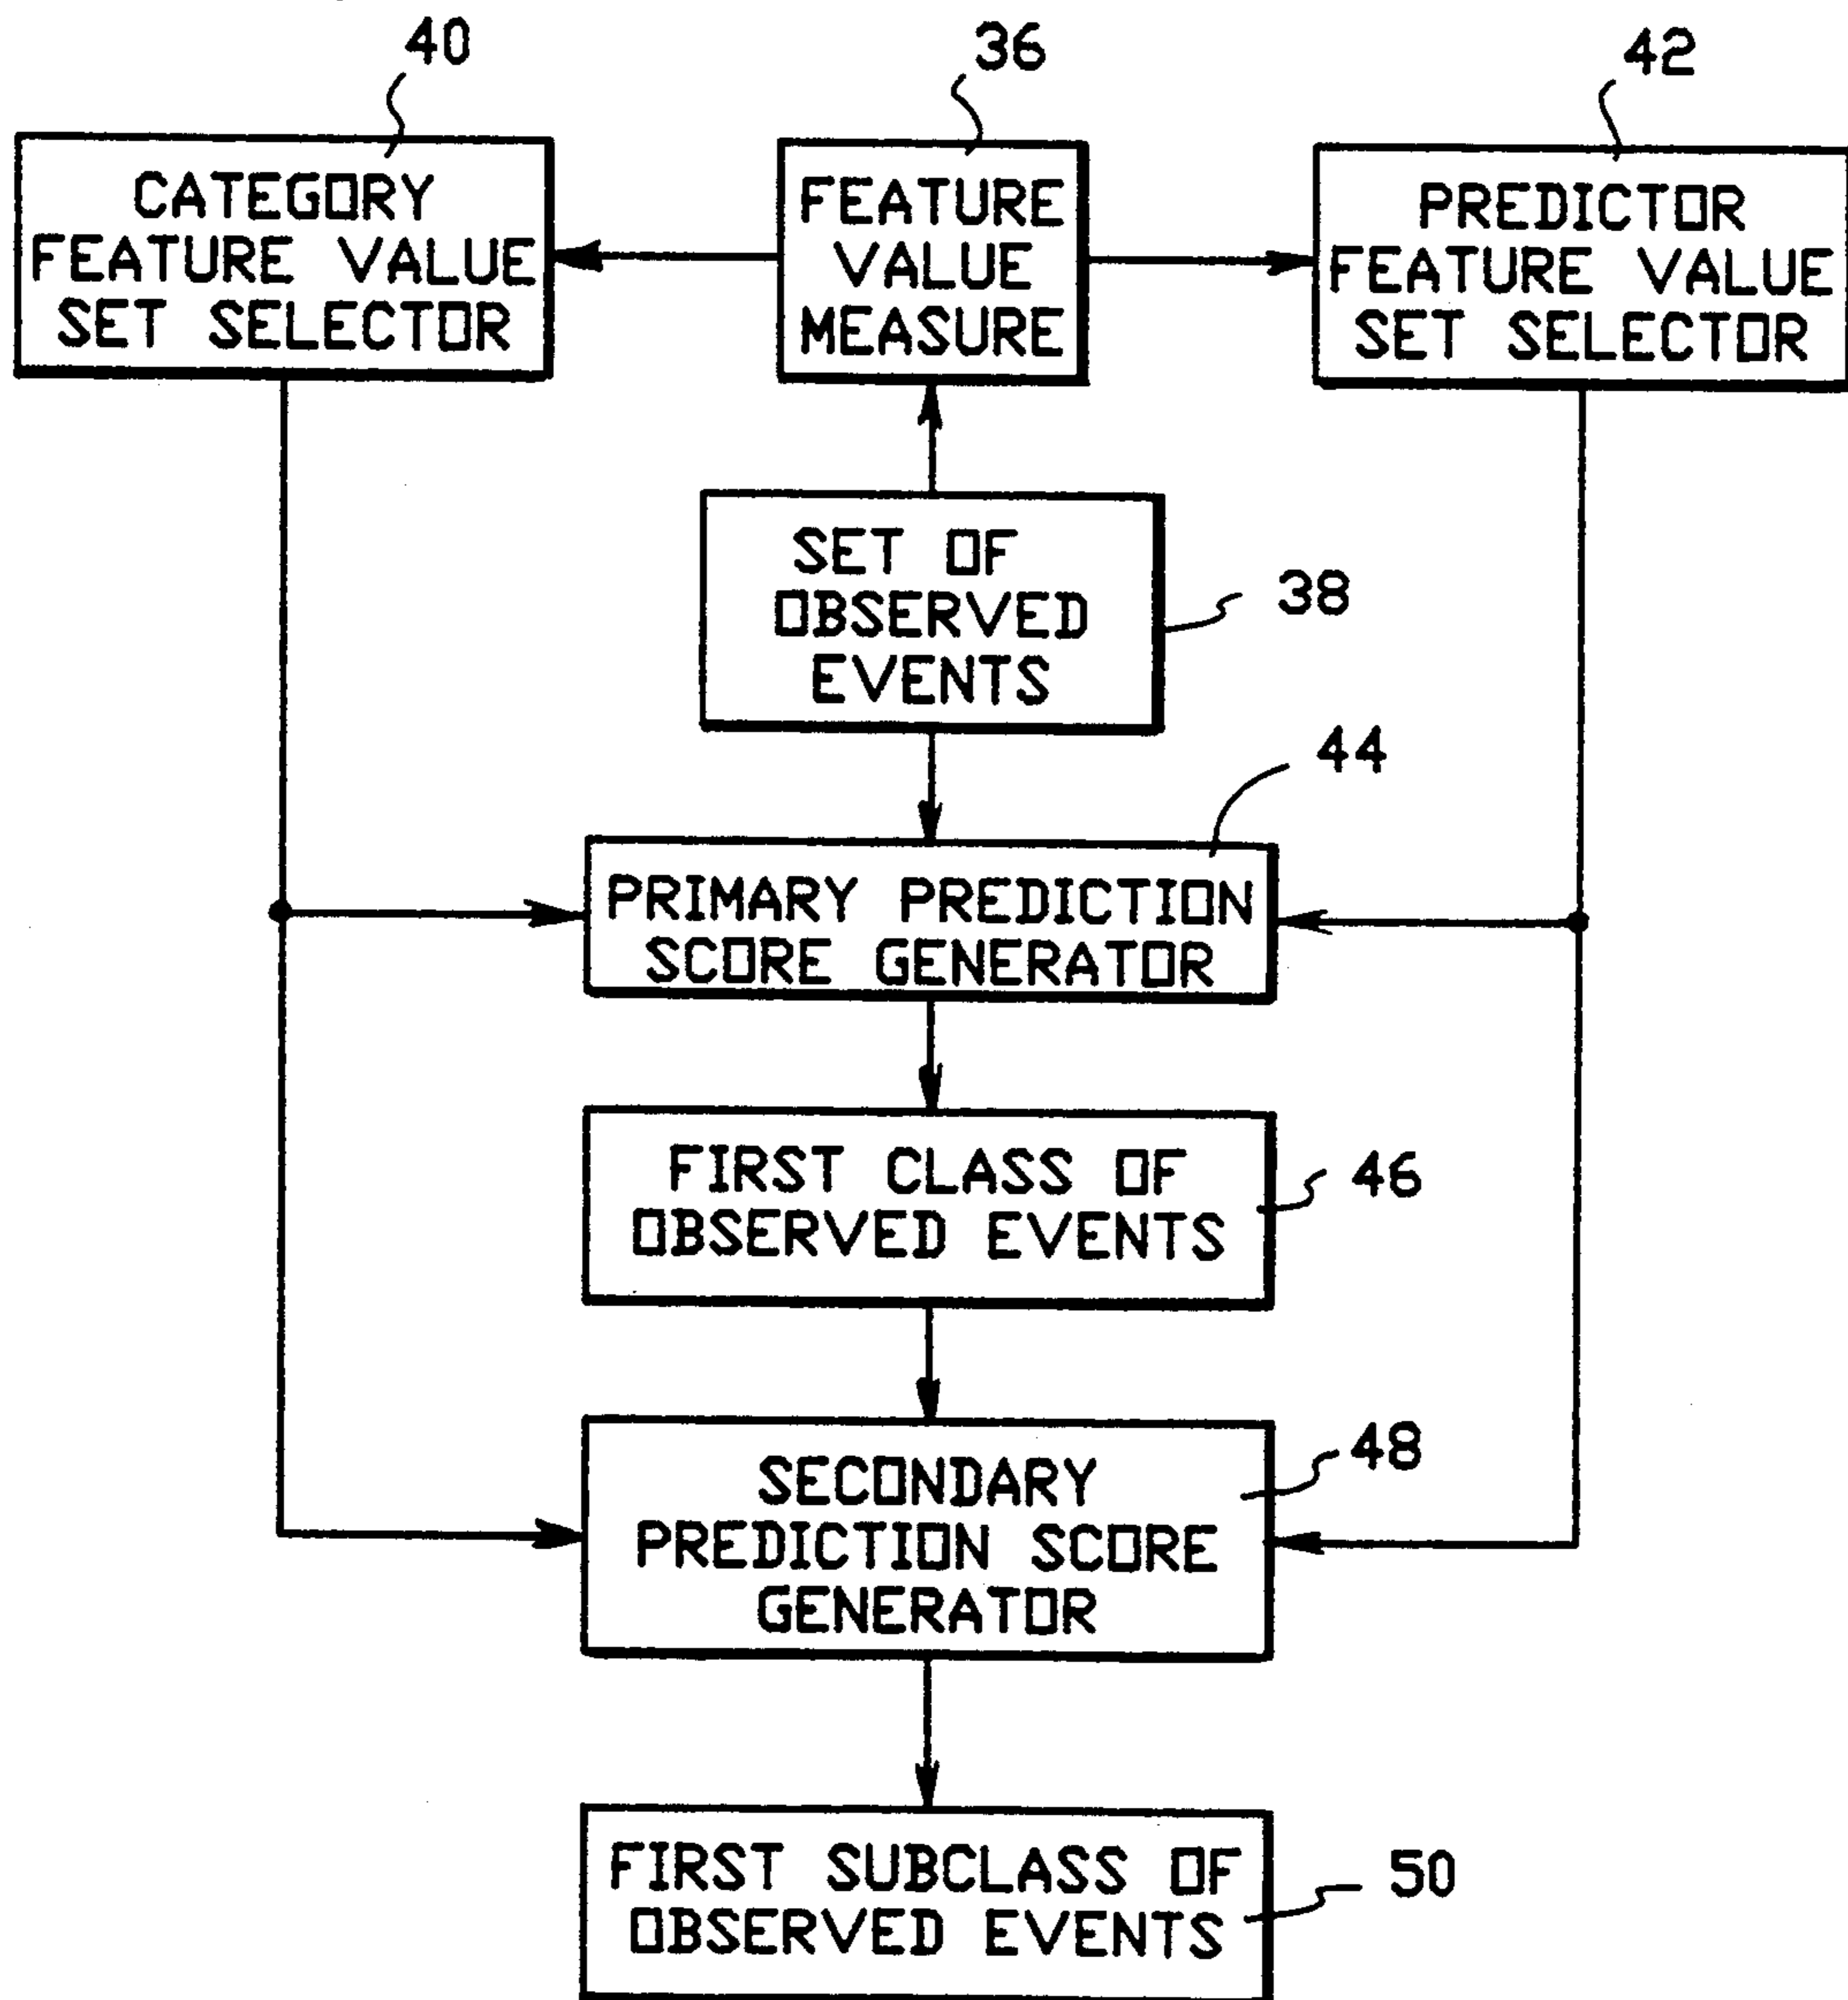 40
36
42
CATEGORY
FEATURE VALUE
SET SELECTOR
FEATURE
VALUE
MEASURE
PREDICTOR
FEATURE VALUE
SET SELECTOR
SET OF
OBSERVED
EVENTS
38
44
PRIMARY PREDICTION
SCORE GENERATOR
FIRST CLASS OF
OBSERVED EVENTS
46
SECONDARY
PREDICTION SCORE
GENERATOR
48
FIRST SUBCLASS OF
OBSERVED EVENTS
50